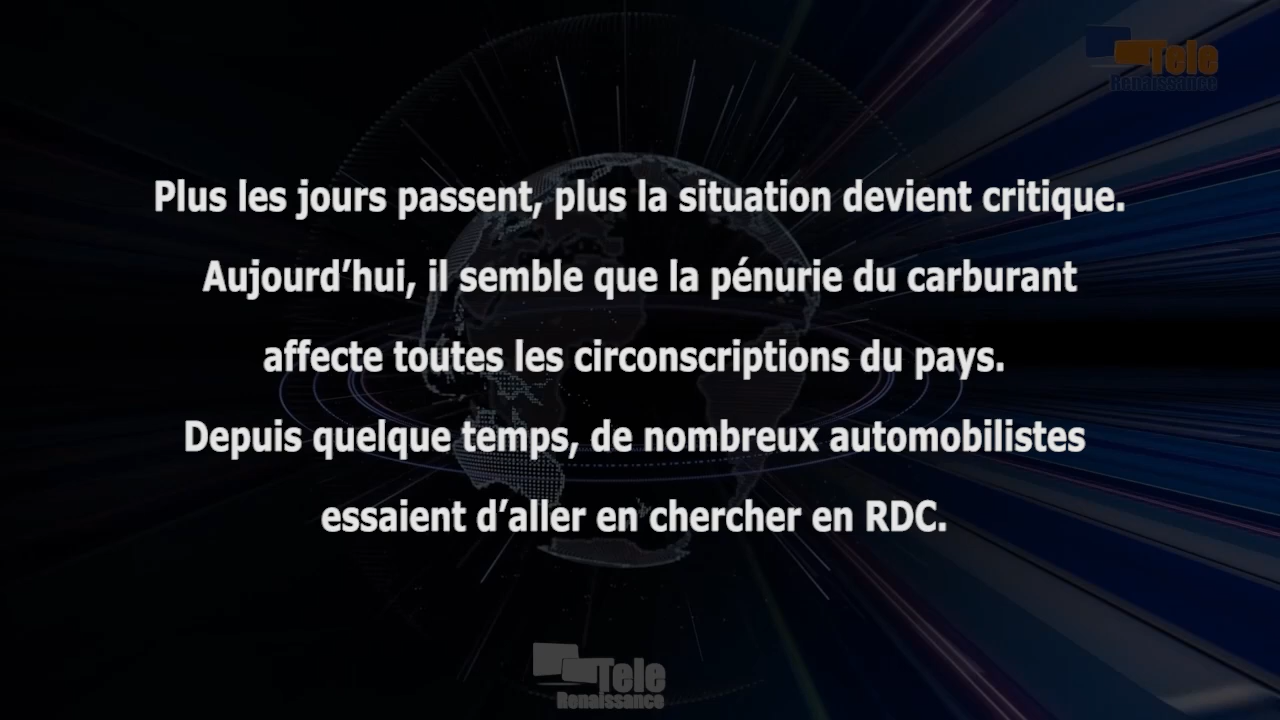 Tele
Renaissance
Plus les jours passent, plus la situation devient critique.
Aujourd’hui, il semble que la pénurie du carburant
affecte toutes les circonscriptions du pays.
Depuis quelque temps, de nombreux automobilistes
essaient d’aller en chercher en RDC.
Tele
Renaissance